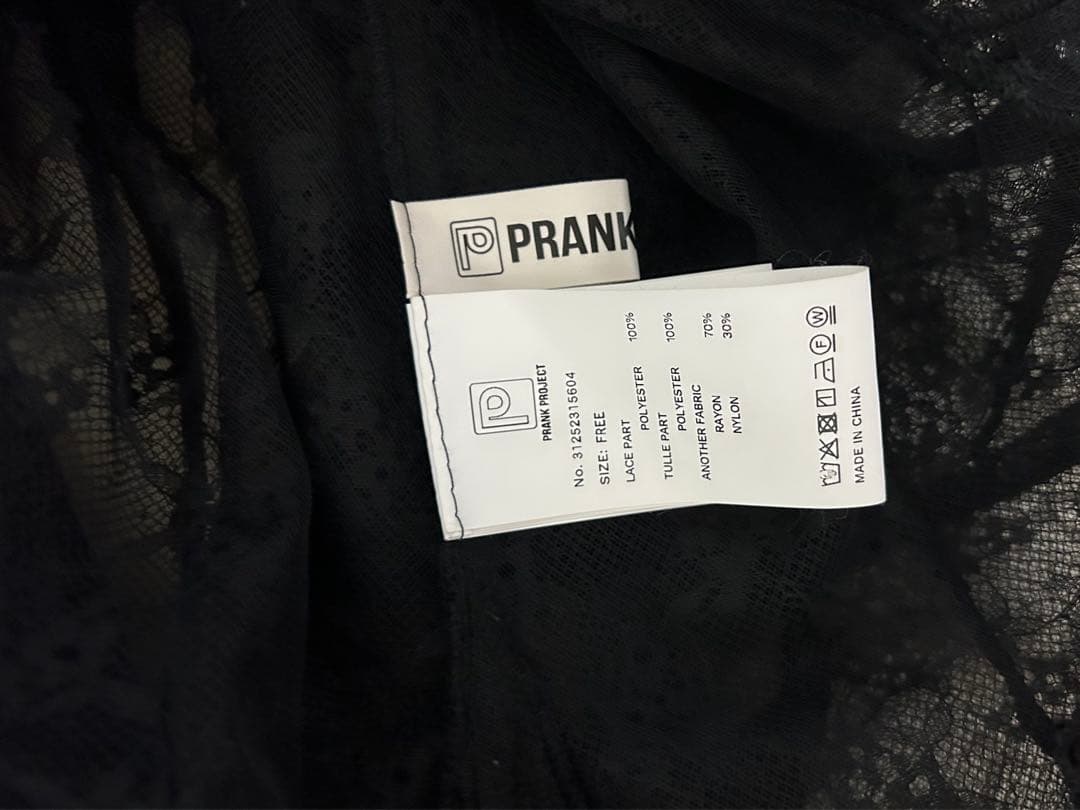 PRANK
PRANK PROJECT
No. 31252315604
SIZE: FREE
LACE PART
POLYESTER 100%
TULLE PART
POLYESTER 100%
ANOTHER FABRIC
RAYON 70%
NYLON 30%
F W
MADE IN CHINA